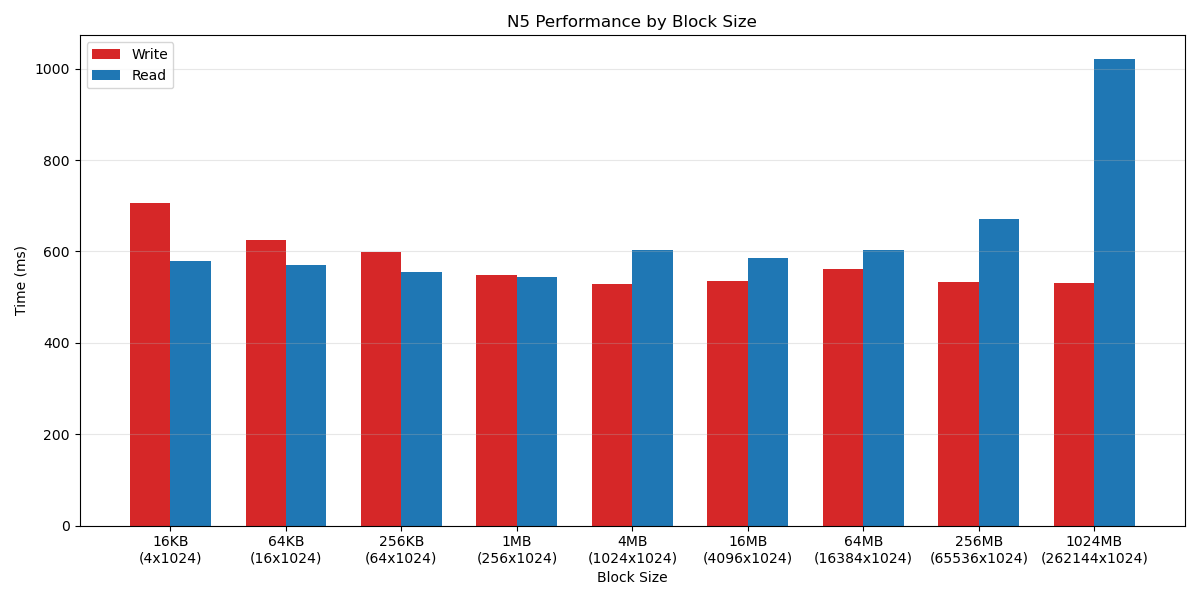 N5 Performance by Block Size
Write
Read
Time (ms)
1000
800
600
400
200
0
16KB
(4x1024)
64KB
(16x1024)
256KB
(64x1024)
1MB
(256x1024)
4MB
(1024x1024)
16MB
(4096x1024)
64MB
(16384x1024)
256MB
(65536x1024)
1024MB
(262144x1024)
Block Size